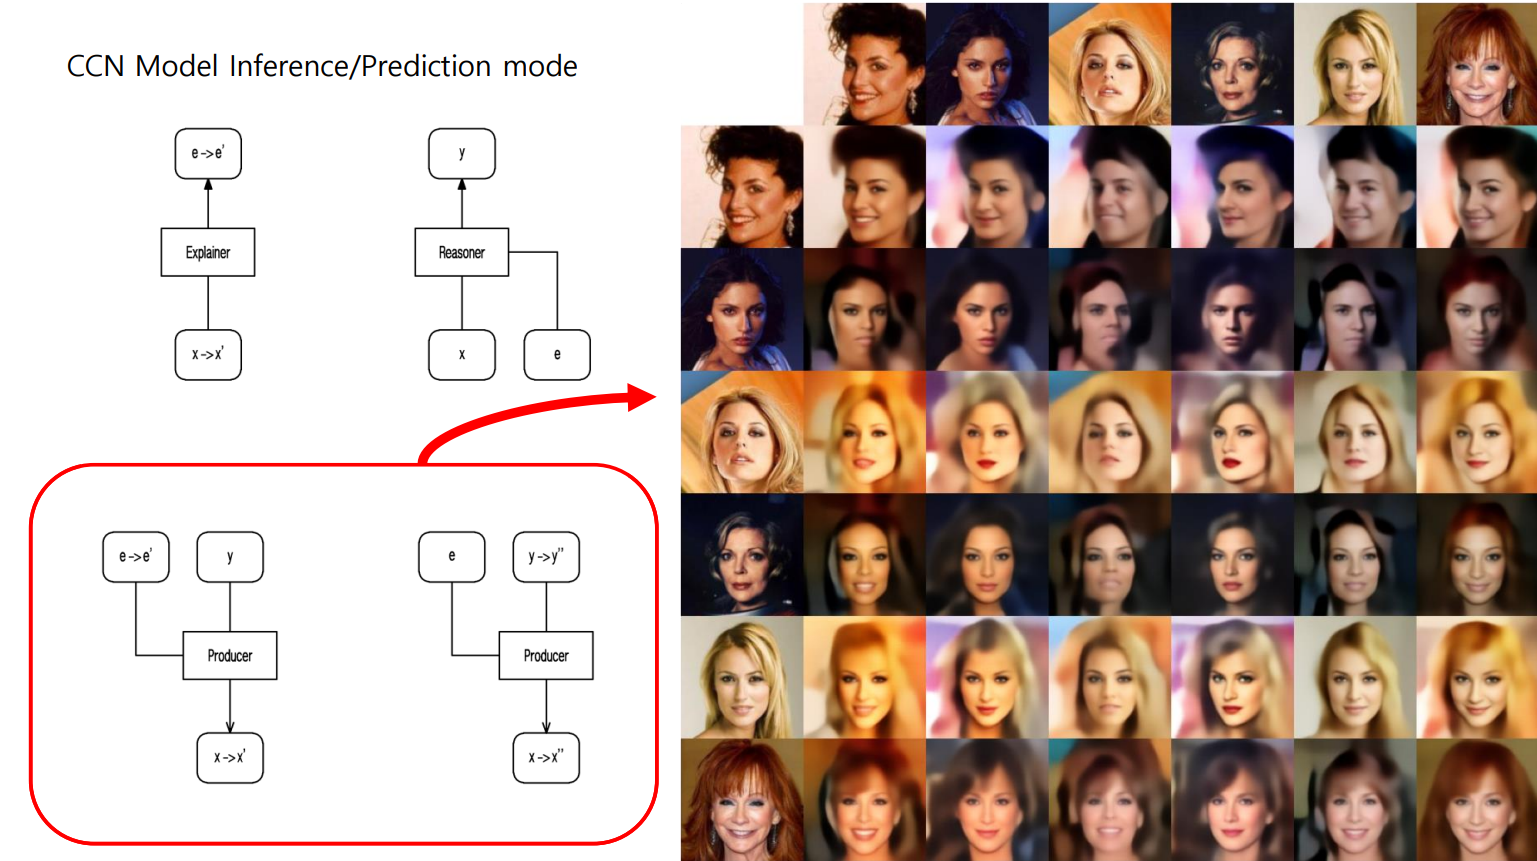 CCN Model Inference/Prediction mode
e->e'
y
Explainer
Reasoner
x->x'
x
e
e->e'
y
e
y->y''
Producer
Producer
x->x'
x->x''